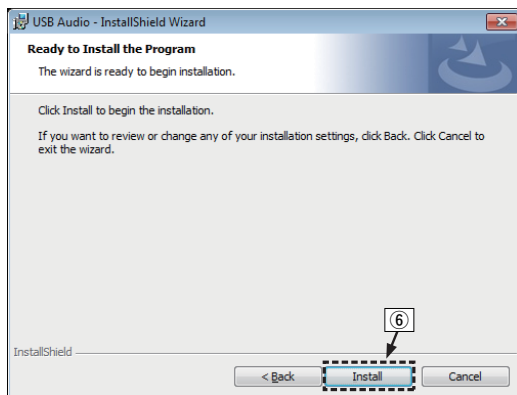 USB Audio - InstallShield Wizard
Ready to Install the Program
The wizard is ready to begin installation.
Click Install to begin the installation.
If you want to review or change any of your installation settings, click Back. Click Cancel to
exit the wizard.
⑥
InstallShield
< Back Install Cancel